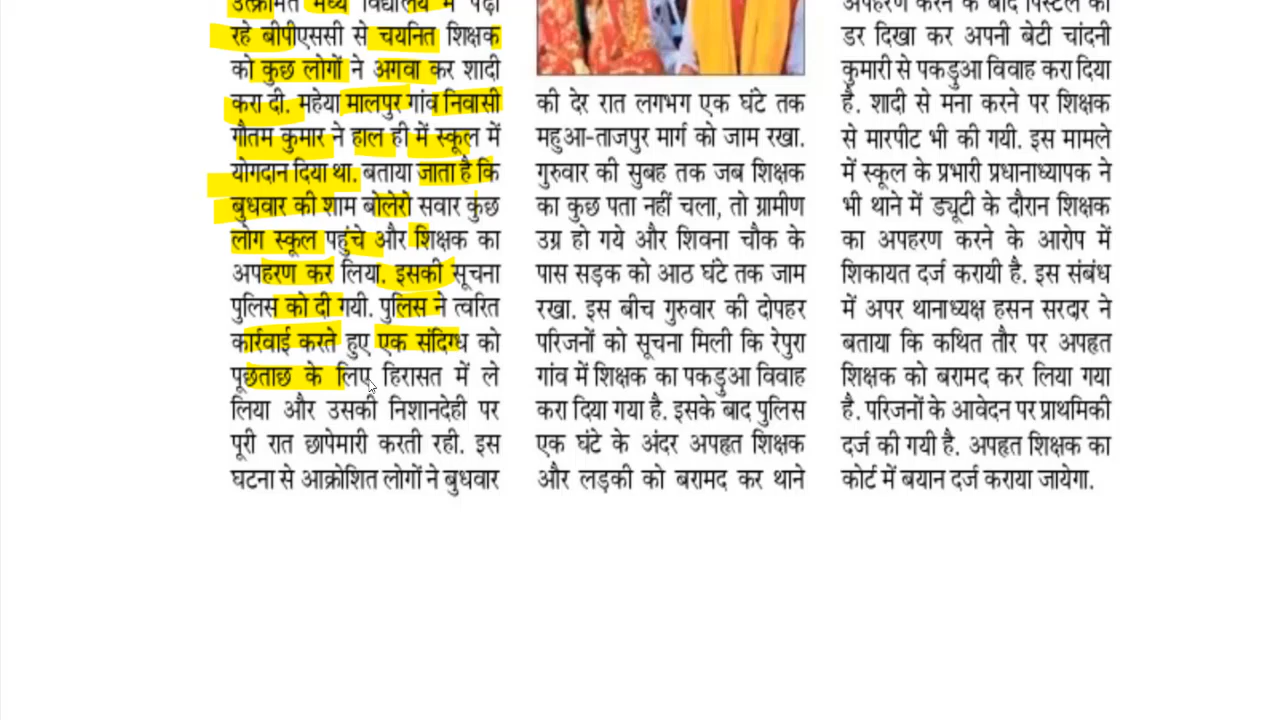 उत्क्रमित मध्य विद्यालय में पढ़ा
रहे बीपीएससी से चयनित शिक्षक
को कुछ लोगों ने अगवा कर शादी
करा दी. महेया मालपुर गांव निवासी
गौतम कुमार ने हाल ही में स्कूल में
योगदान दिया था. बताया जाता है कि
बुधवार की शाम बोलेरो सवार कुछ
लोग स्कूल पहुंचे और शिक्षक का
अपहरण कर लिया. इसकी सूचना
पुलिस को दी गयी. पुलिस ने त्वरित
कार्रवाई करते हुए एक संदिग्ध को
पूछताछ के लिए हिरासत में ले
लिया और उसकी निशानदेही पर
पूरी रात छापेमारी करती रही. इस
घटना से आक्रोशित लोगों ने बुधवार
की देर रात लगभग एक घंटे तक
महुआ-ताजपुर मार्ग को जाम रखा.
गुरुवार की सुबह तक जब शिक्षक
का कुछ पता नहीं चला, तो ग्रामीण
उग्र हो गये और शिवना चौक के
पास सड़क को आठ घंटे तक जाम
रखा. इस बीच गुरुवार की दोपहर
परिजनों को सूचना मिली कि रेपुरा
गांव में शिक्षक का पकड़ुआ विवाह
करा दिया गया है. इसके बाद पुलिस
एक घंटे के अंदर अपहृत शिक्षक
और लड़की को बरामद कर थाने
अपहरण करने के बाद पिस्टल का
डर दिखा कर अपनी बेटी चांदनी
कुमारी से पकड़ुआ विवाह करा दिया
है. शादी से मना करने पर शिक्षक
से मारपीट भी की गयी. इस मामले
में स्कूल के प्रभारी प्रधानाध्यापक ने
भी थाने में ड्यूटी के दौरान शिक्षक
का अपहरण करने के आरोप में
शिकायत दर्ज करायी है. इस संबंध
में अपर थानाध्यक्ष हसन सरदार ने
बताया कि कथित तौर पर अपहृत
शिक्षक को बरामद कर लिया गया
है. परिजनों के आवेदन पर प्राथमिकी
दर्ज की गयी है. अपहृत शिक्षक का
कोर्ट में बयान दर्ज कराया जायेगा.